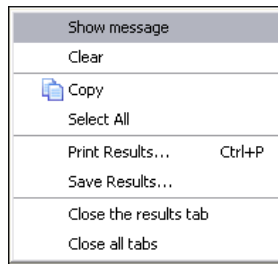 Show message
Clear
Copy
Select All
Print Results... Ctrl+P
Save Results...
Close the results tab
Close all tabs